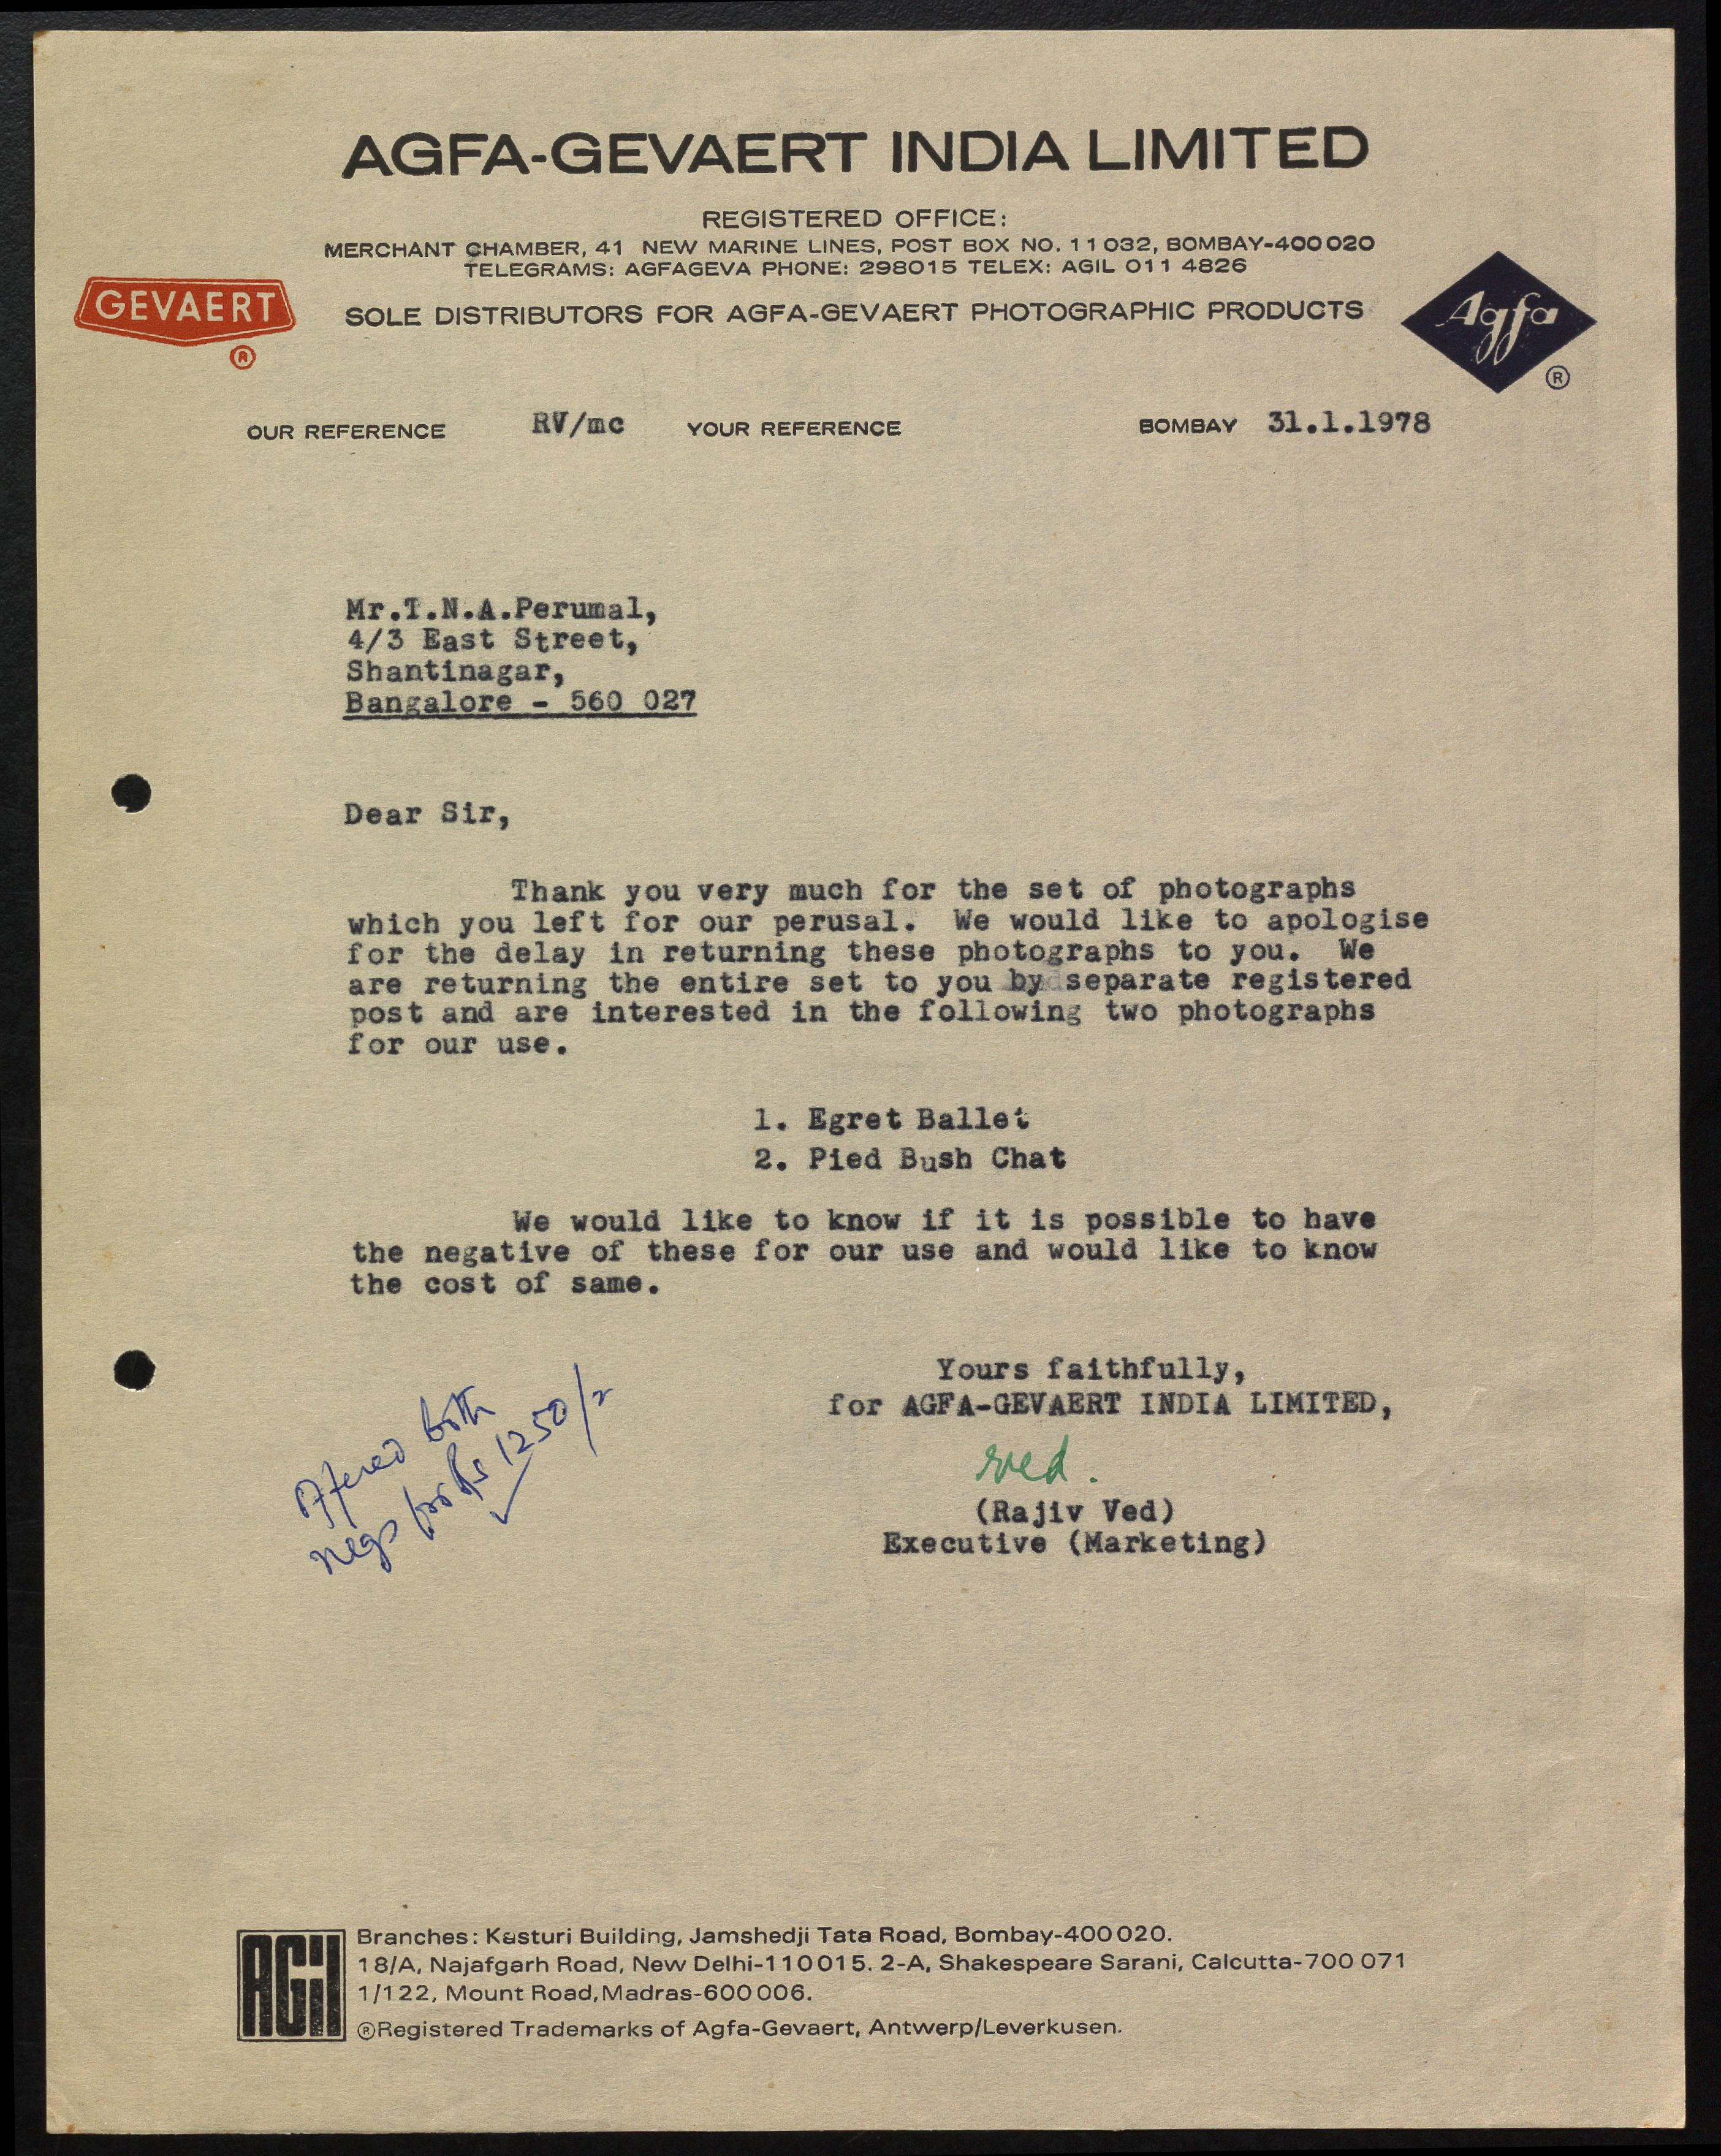 AGFA-GEVAERT INDIA LIMITED
REGISTERED OFFICE:
MERCHANT CHAMBER, 41 NEW MARINE LINES, POST BOX NO. 11032, BOMBAY-400020
TELEGRAMS: AGFAGEVA PHONE: 298015 TELEX: AGIL 011 4826
GEVAERT
®
SOLE DISTRIBUTORS FOR AGFA-GEVAERT PHOTOGRAPHIC PRODUCTS
Agfa
®
OUR REFERENCE RV/mc YOUR REFERENCE BOMBAY 31.1.1978
Mr.T.N.A.Perumal,
4/3 East Street,
Shantinagar,
Bangalore - 560 027
Dear Sir,
Thank you very much for the set of photographs
which you left for our perusal. We would like to apologise
for the delay in returning these photographs to you. We
are returning the entire set to you by separate registered
post and are interested in the following two photographs
for our use.
1. Egret Ballet
2. Pied Bush Chat
We would like to know if it is possible to have
the negative of these for our use and would like to know
the cost of same.
Yours faithfully,
for AGFA-GEVAERT INDIA LIMITED,
rved.
(Rajiv Ved)
Executive (Marketing)
Offered both
negs for Rs 1250/-
AGIL
Branches: Kasturi Building, Jamshedji Tata Road, Bombay-400020.
18/A, Najafgarh Road, New Delhi-110015. 2-A, Shakespeare Sarani, Calcutta-700 071
1/122, Mount Road, Madras-600006.
®Registered Trademarks of Agfa-Gevaert, Antwerp/Leverkusen.